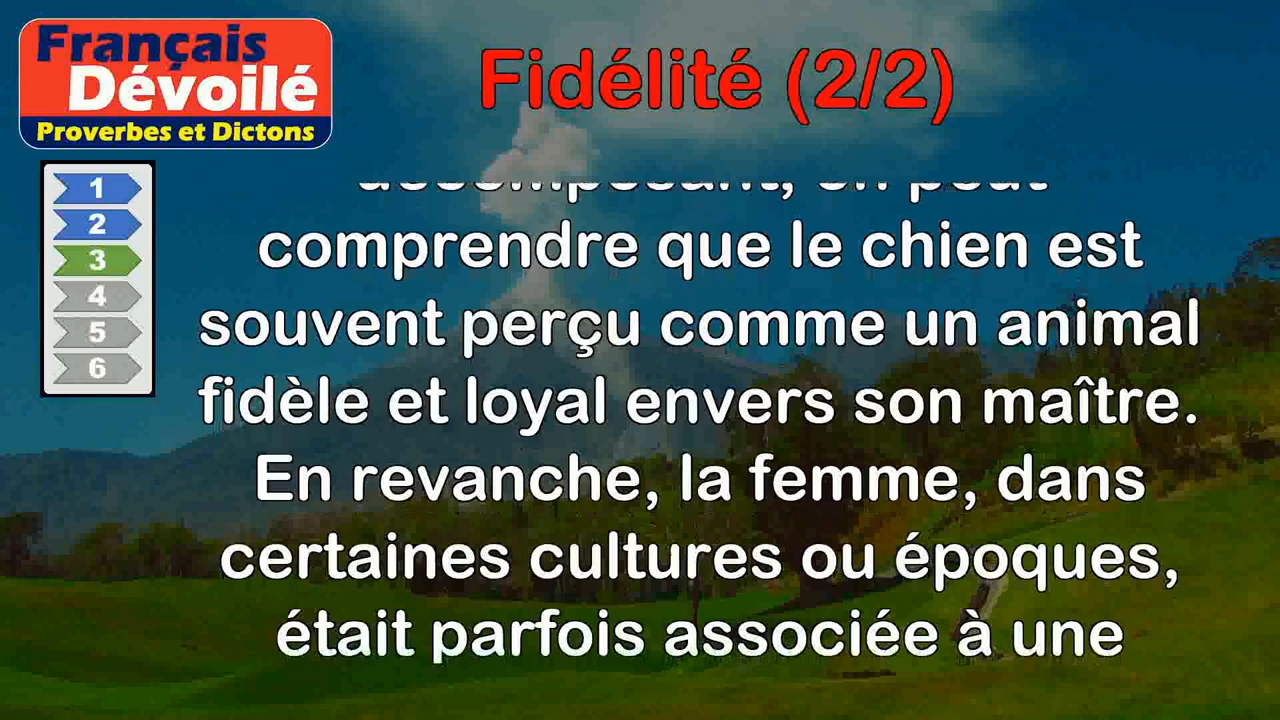 Français
Dévoilé
Proverbes et Dictons
Fidélité (2/2)
1
2
3
4
5
6
comprendre que le chien est
souvent perçu comme un animal
fidèle et loyal envers son maître.
En revanche, la femme, dans
certaines cultures ou époques,
était parfois associée à une